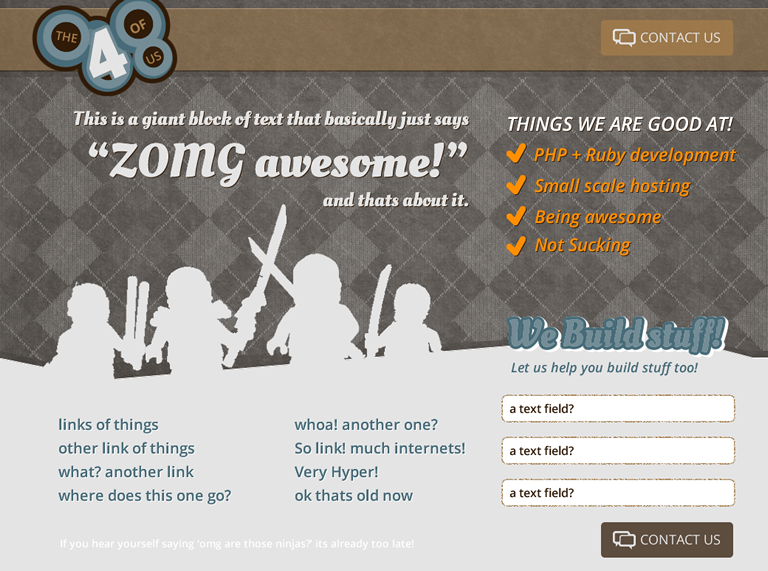 THE
4
OF
US
CONTACT US
This is a giant block of text that basically just says
“ZOMG awesome!”
and thats about it.
THINGS WE ARE GOOD AT!
PHP + Ruby development
Small scale hosting
Being awesome
Not Sucking
We Build stuff!
Let us help you build stuff too!
links of things
other link of things
what? another link
where does this one go?
whoa! another one?
So link! much internets!
Very Hyper!
ok thats old now
a text field?
a text field?
a text field?
CONTACT US
If you hear yourself saying 'omg are those ninjas?' its already too late!